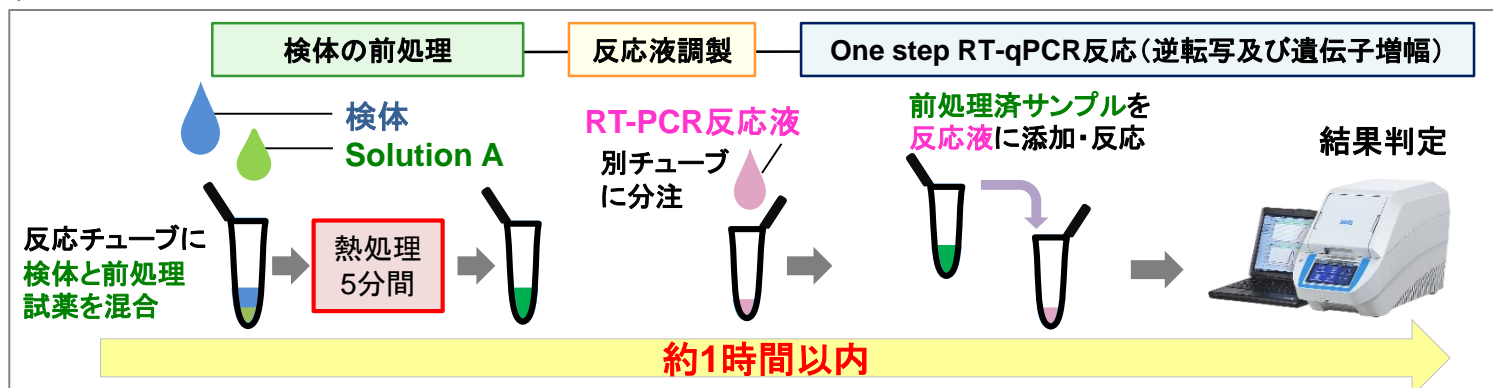 検体の前処理
反応液調製
One step RT-qPCR反応（逆転写及び遺伝子増幅）
検体
Solution A
反応チューブに
検体と前処理
試薬を混合
熱処理
5分間
RT-PCR反応液
別チューブ
に分注
前処理済サンプルを
反応液に添加・反応
結果判定
約1時間以内